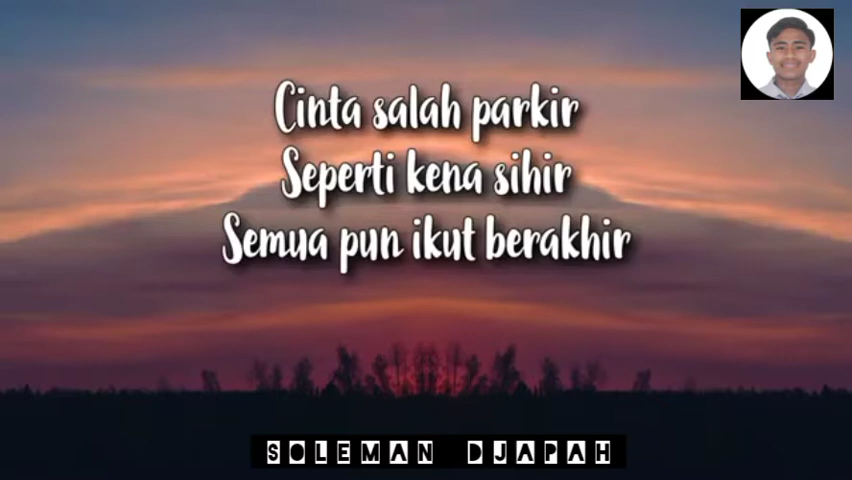 Cinta salah parkir
Seperti kena sihir
Semua pun ikut berakhir
SOLEMAN DJAPAH